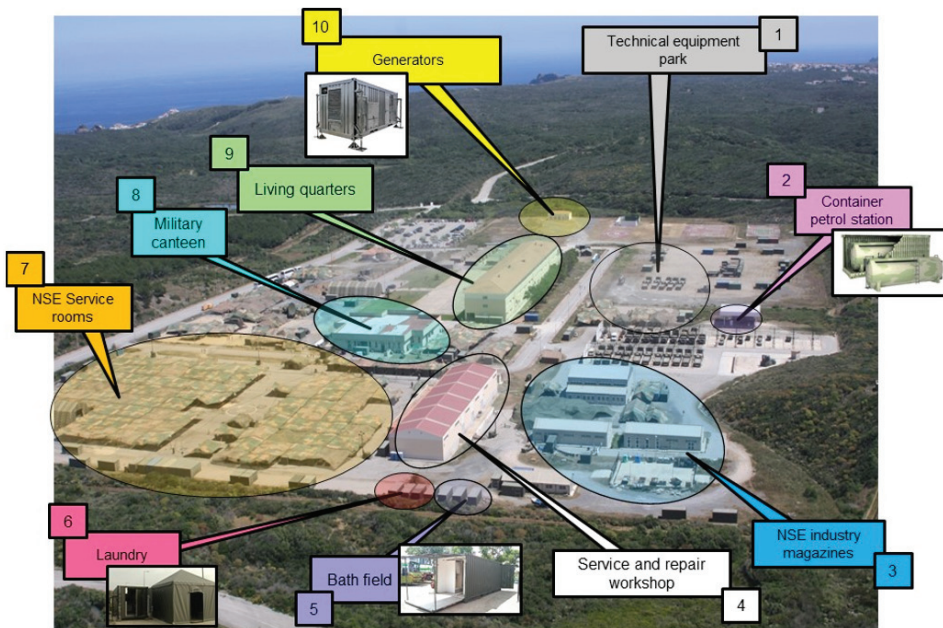 10
Generators
Technical equipment
park
1
9
Living quarters
2
Container
petrol station
8
Military
canteen
7
NSE Service
rooms
6
Laundry
Bath field
5
Service and repair
workshop
4
NSE industry
magazines
3